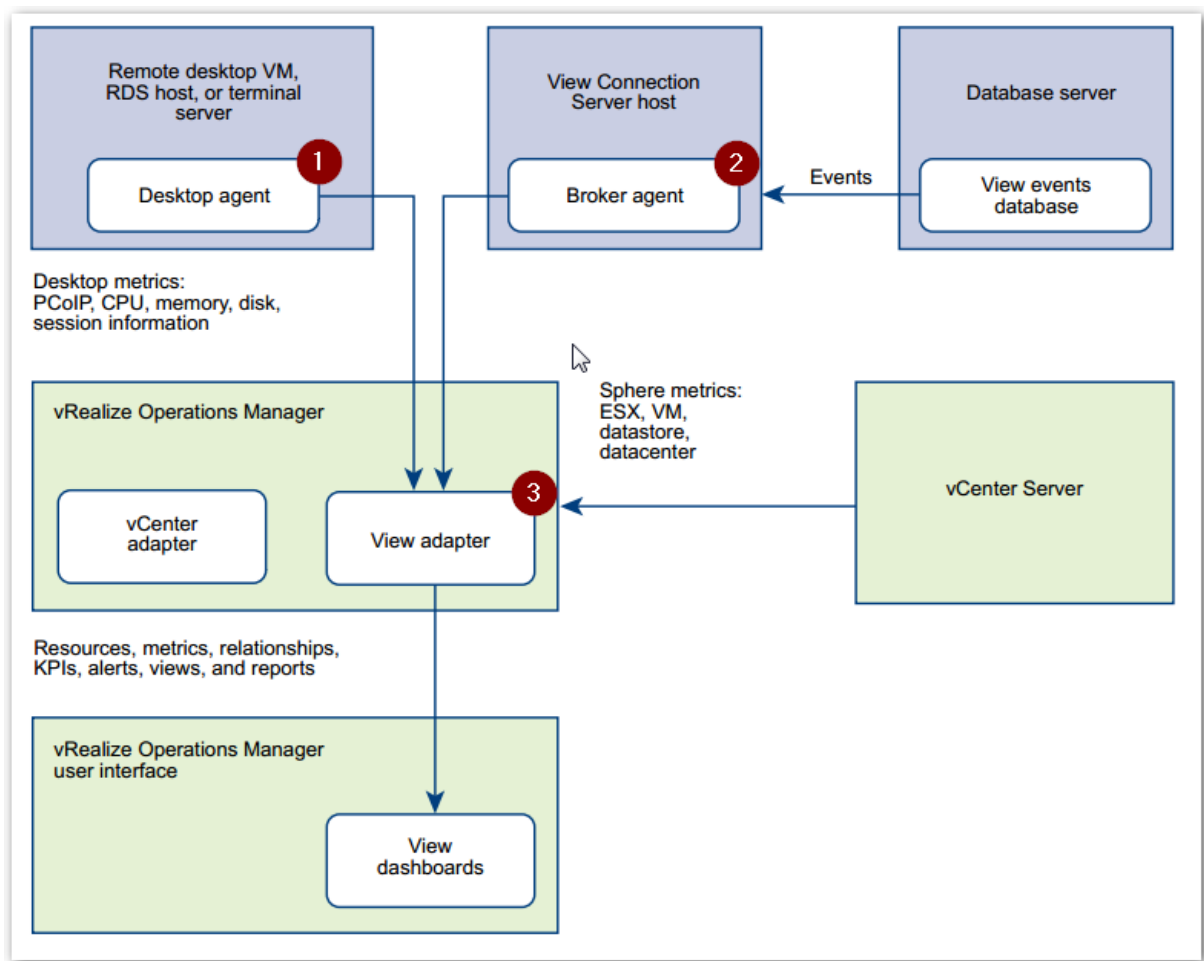 Remote desktop VM,
RDS host, or terminal
server
1
Desktop agent
View Connection
Server host
2
Broker agent
Events
Database server
View events
database
Desktop metrics:
PCoIP, CPU, memory, disk,
session information
vRealize Operations Manager
vCenter
adapter
3
View adapter
Sphere metrics:
ESX, VM,
datastore,
datacenter
vCenter Server
Resources, metrics, relationships,
KPIs, alerts, views, and reports
vRealize Operations Manager
user interface
View
dashboards